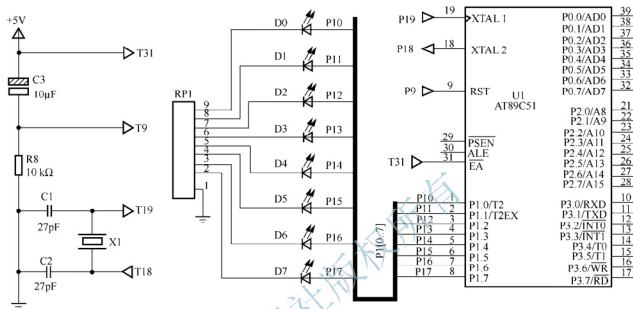 +5V
T31
C3
10μF
T9
R8
10 kΩ
C1
27pF
T19
X1
C2
27pF
T18
RP1
9
8
7
6
5
4
3
2
1
D0
P10
D1
P11
D2
P12
D3
P13
D4
P14
D5
P15
D6
P16
D7
P17
P1[0~7]
P19
19
XTAL 1
P18
18
XTAL 2
P9
9
RST
U1
AT89C51
29
PSEN
30
ALE
T31
31
EA
P10
1
P1.0/T2
P11
2
P1.1/T2EX
P12
3
P1.2
P13
4
P1.3
P14
5
P1.4
P15
6
P1.5
P16
7
P1.6
P17
8
P1.7
P0.0/AD0
39
P0.1/AD1
38
P0.2/AD2
37
P0.3/AD3
36
P0.4/AD4
35
P0.5/AD5
34
P0.6/AD6
33
P0.7/AD7
32
P2.0/A8
21
P2.1/A9
22
P2.2/A10
23
P2.3/A11
24
P2.4/A12
25
P2.5/A13
26
P2.6/A14
27
P2.7/A15
28
P3.0/RXD
10
P3.1/TXD
11
P3.2/INT0
12
P3.3/INT1
13
P3.4/T0
14
P3.5/T1
15
P3.6/WR
16
P3.7/RD
17
社版权所有